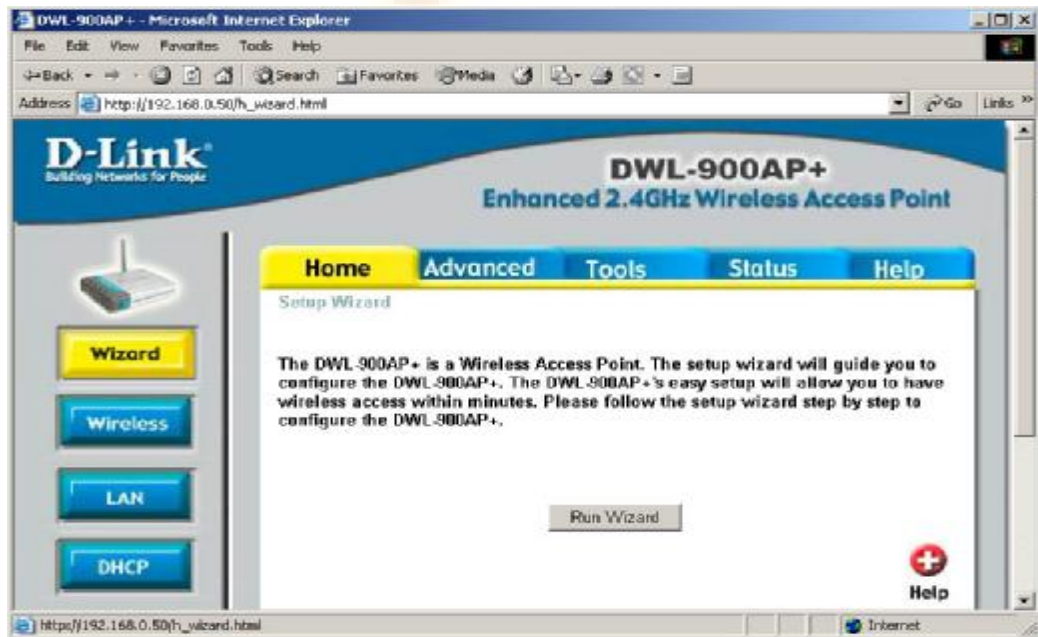 DWL-900AP+ - Microsoft Internet Explorer
File Edit View Favorites Tools Help
Back Search Favorites Media
Address http://192.168.0.50/h_wizard.html Go Links »
D-Link
Building Networks for People
DWL-900AP+
Enhanced 2.4GHz Wireless Access Point
Home Advanced Tools Status Help
Setup Wizard
Wizard
Wireless
LAN
DHCP
The DWL-900AP+ is a Wireless Access Point. The setup wizard will guide you to
configure the DWL-900AP+. The DWL-900AP+'s easy setup will allow you to have
wireless access within minutes. Please follow the setup wizard step by step to
configure the DWL-900AP+.
Run Wizard
Help
http://192.168.0.50/h_wizard.html Internet